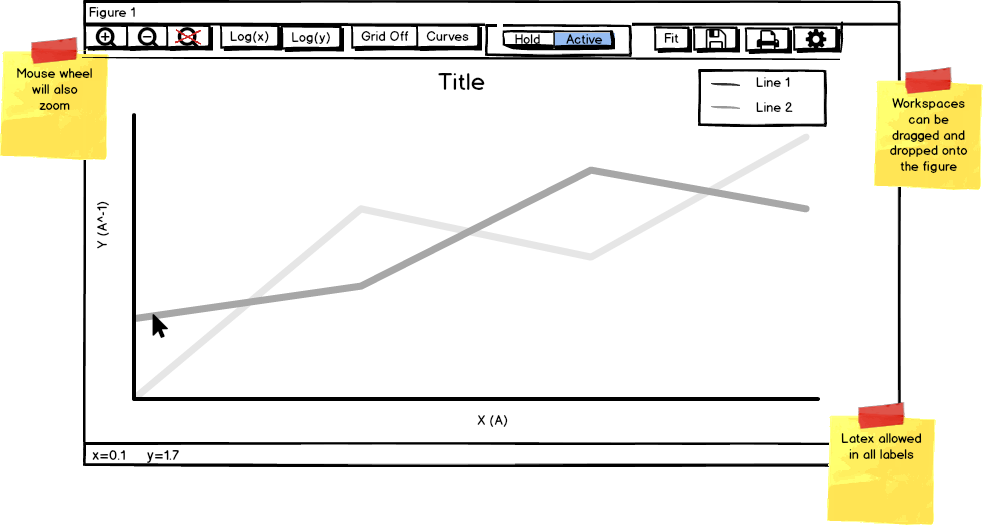 Figure 1
Log(x) Log(y) Grid Off Curves Hold Active Fit
Mouse wheel
will also
zoom
Title
Line 1
Line 2
Workspaces
can be
dragged and
dropped onto
the figure
Y (A^-1)
X (A)
Latex allowed
in all labels
x=0.1 y=1.7